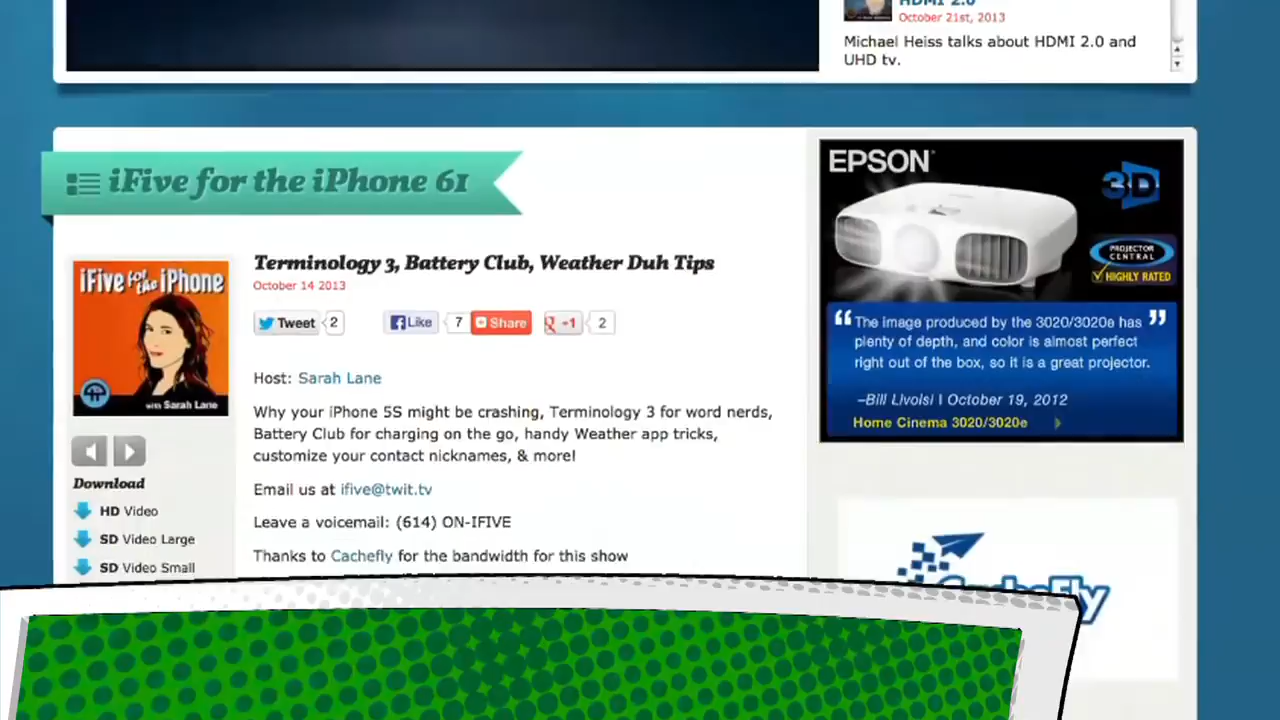 HDMI 2.0
October 21st, 2013
Michael Heiss talks about HDMI 2.0 and
UHD tv.
iFive for the iPhone 61
iFive for the iPhone
with Sarah Lane
Terminology 3, Battery Club, Weather Duh Tips
October 14 2013
Tweet 2 Like 7 Share +1 2
Host: Sarah Lane
Why your iPhone 5S might be crashing, Terminology 3 for word nerds,
Battery Club for charging on the go, handy Weather app tricks,
customize your contact nicknames, & more!
Email us at ifive@twit.tv
Leave a voicemail: (614) ON-IFIVE
Thanks to Cachefly for the bandwidth for this show
Download
HD Video
SD Video Large
SD Video Small
EPSON
3D
PROJECTOR
CENTRAL
HIGHLY RATED
“The image produced by the 3020/3020e has
plenty of depth, and color is almost perfect
right out of the box, so it is a great projector.”
–Bill Livolsi | October 19, 2012
Home Cinema 3020/3020e
CacheFly